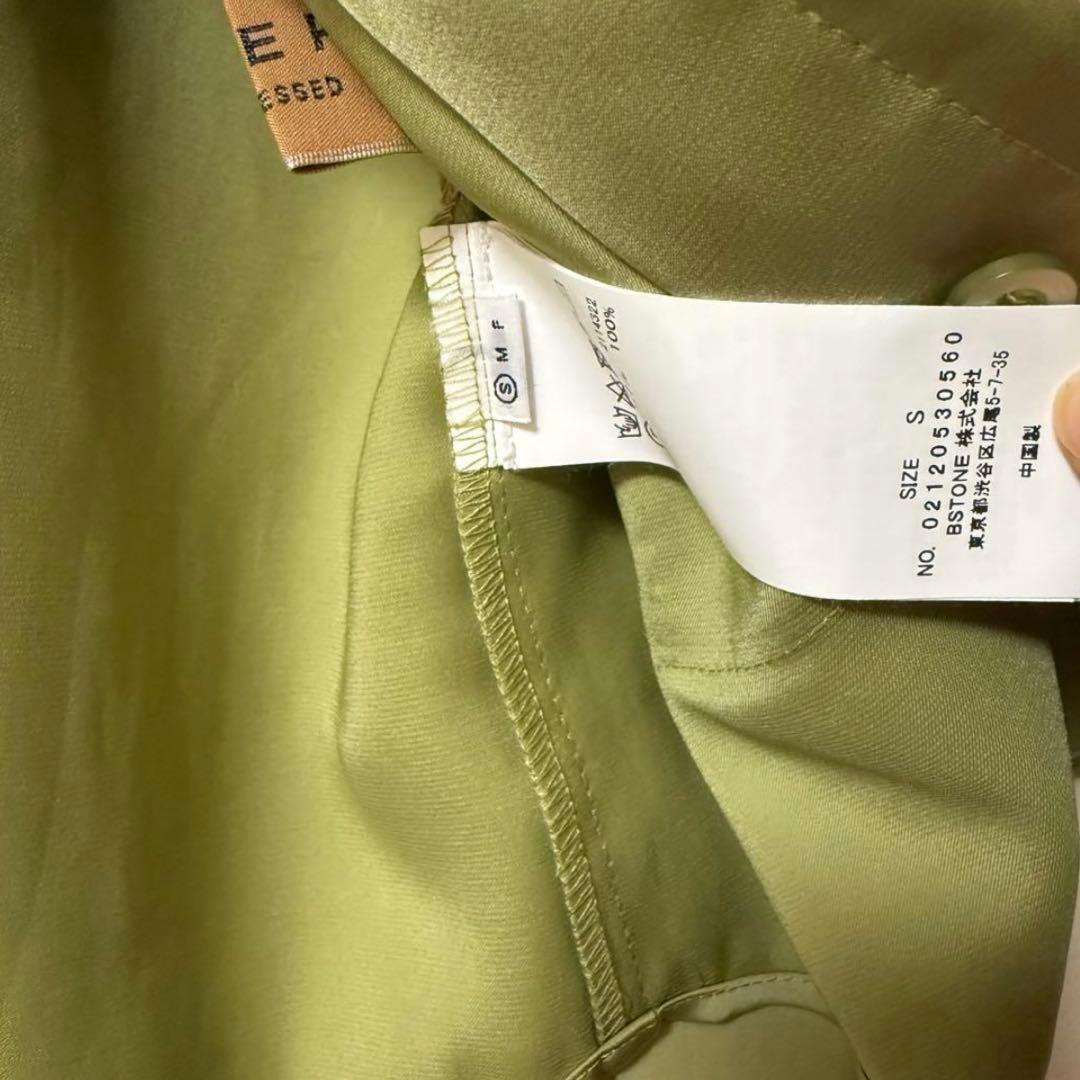 ESSED
Ⓢ M F
100%
SIZE S
NO. 02120530560
BSTONE 株式会社
東京都渋谷区広尾5-7-35
中国製